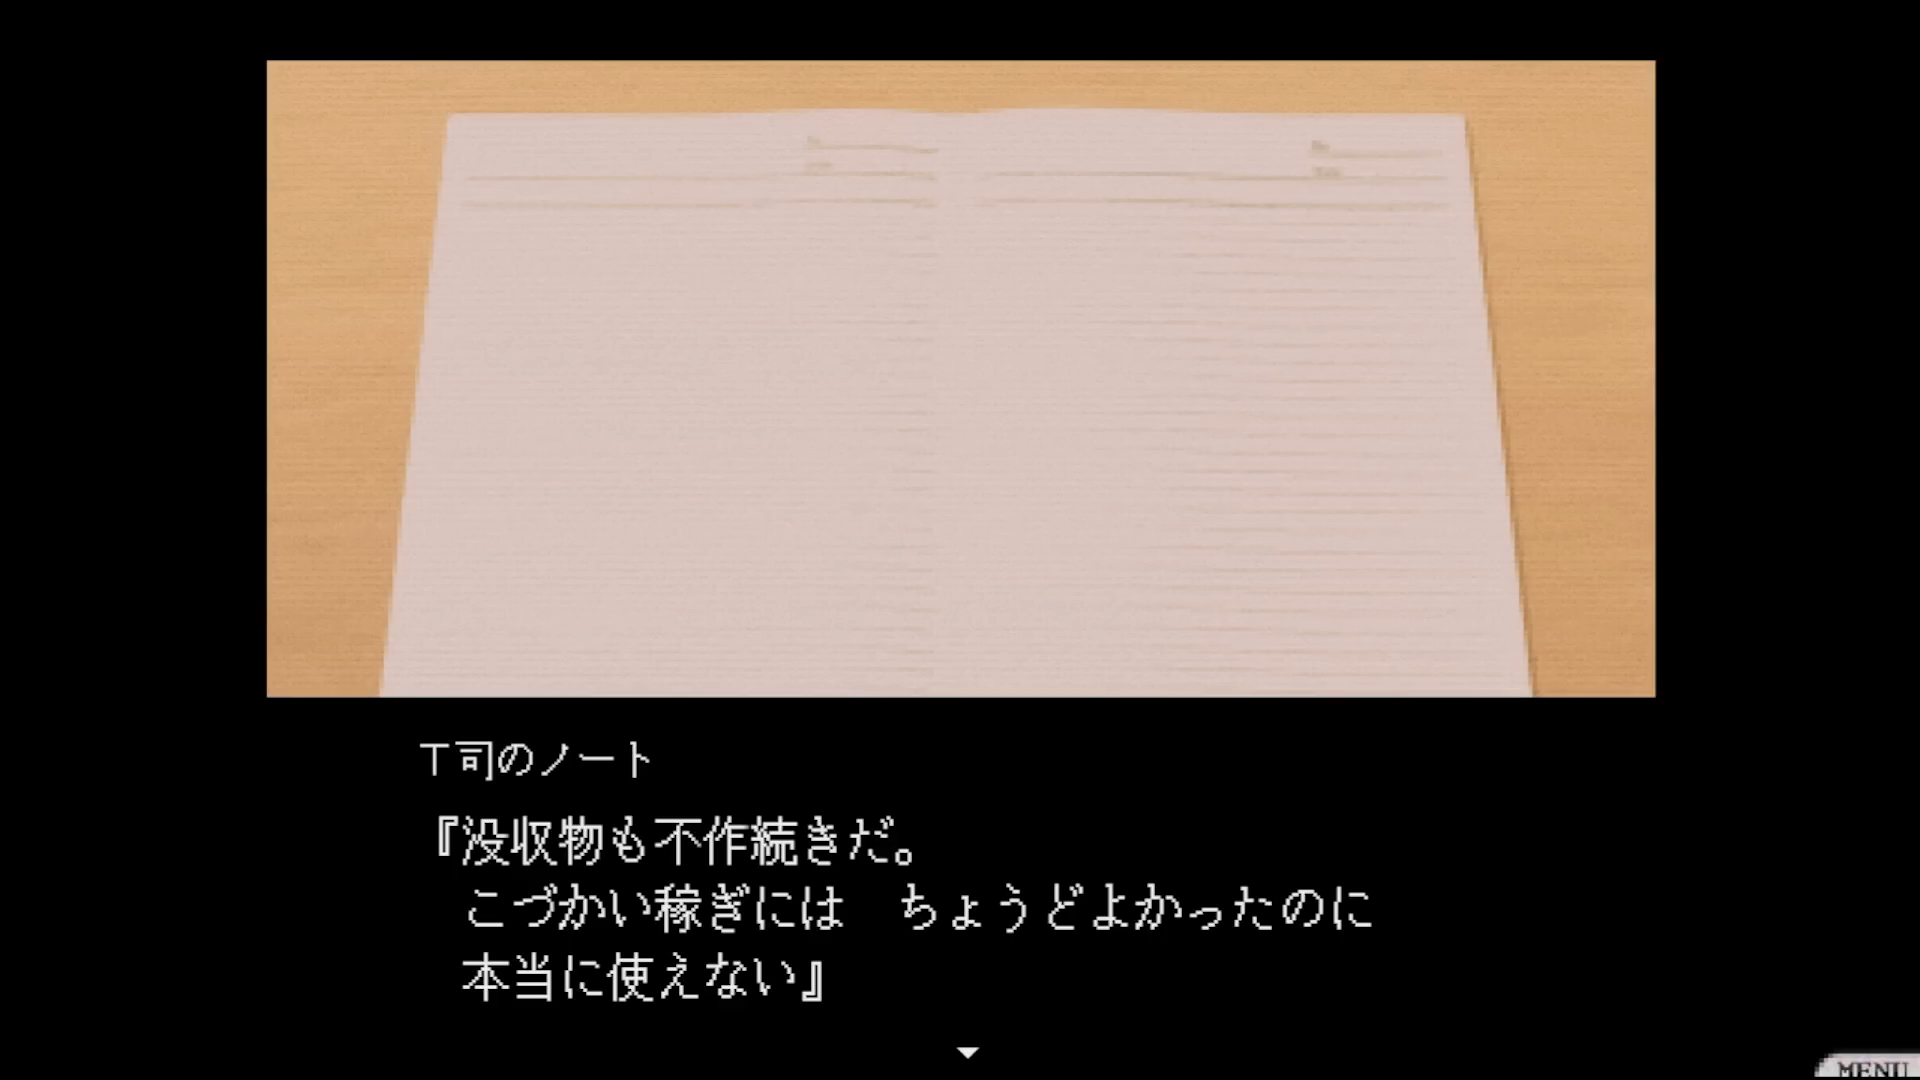 T司のノート
『没収物も不作続きだ。
こづかい稼ぎには　ちょうどよかったのに
本当に使えない』
MENU